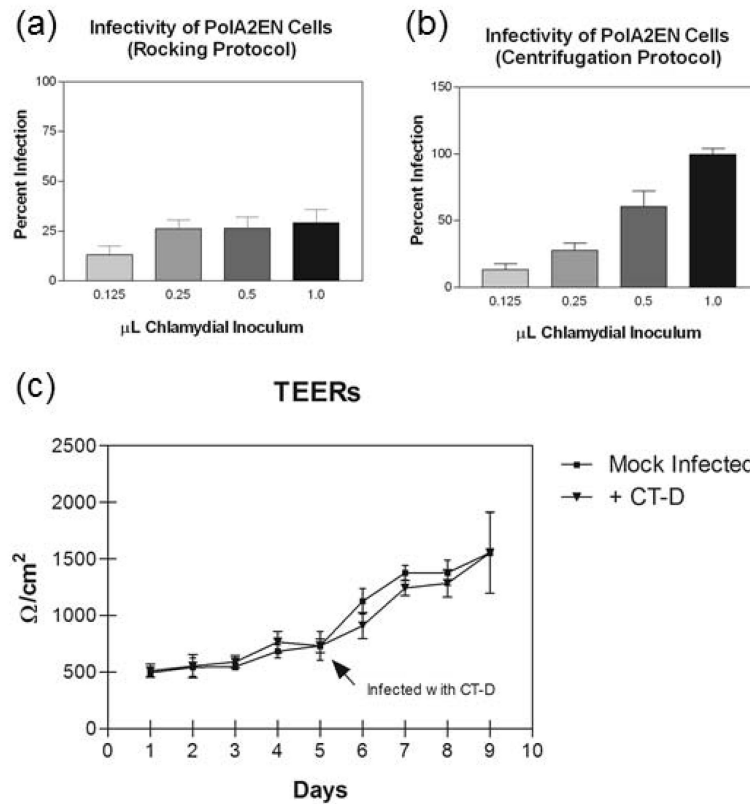 (a)
Infectivity of PolA2EN Cells
(Rocking Protocol)
Percent Infection
100
75
50
25
0
0.125 0.25 0.5 1.0
μL Chlamydial Inoculum
(b)
Infectivity of PolA2EN Cells
(Centrifugation Protocol)
Percent Infection
150
100
50
0
0.125 0.25 0.5 1.0
μL Chlamydial Inoculum
(c)
TEERs
Ω/cm²
2500
2000
1500
1000
500
0
Mock Infected
+ CT-D
Infected with CT-D
0 1 2 3 4 5 6 7 8 9 10
Days